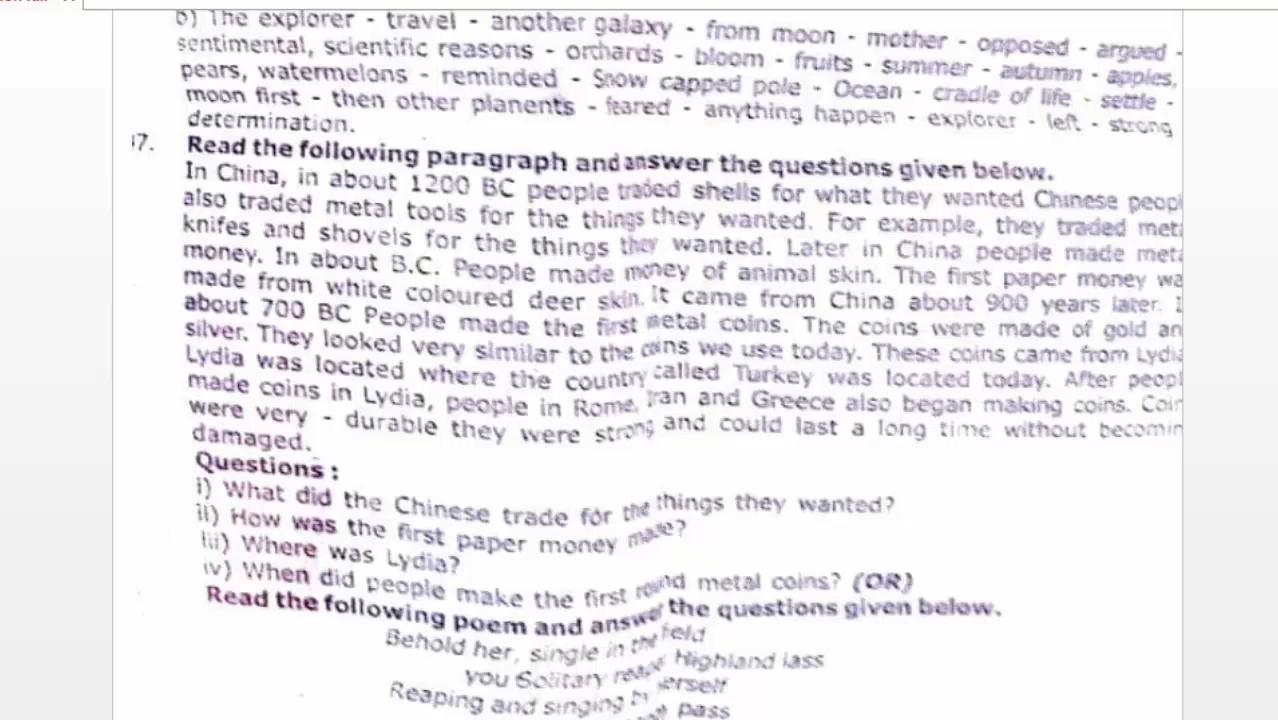 b) The explorer - travel - another galaxy - from moon - mother - opposed - argued -
sentimental, scientific reasons - orchards - bloom - fruits - summer - autumn - apples,
pears, watermelons - reminded - Snow capped pole - Ocean - cradle of life - settle -
moon first - then other planents - feared - anything happen - explorer - left - strong
determination.
17. Read the following paragraph and answer the questions given below.
In China, in about 1200 BC people traded shells for what they wanted Chinese peopl
also traded metal tools for the things they wanted. For example, they traded meta
knifes and shovels for the things they wanted. Later in China people made meta
money. In about B.C. People made money of animal skin. The first paper money wa
made from white coloured deer skin. It came from China about 900 years later. I
about 700 BC People made the first metal coins. The coins were made of gold an
silver. They looked very similar to the coins we use today. These coins came from Lydia
Lydia was located where the country called Turkey was located today. After peopl
made coins in Lydia, people in Rome, Iran and Greece also began making coins. Coin
were very - durable they were strong and could last a long time without becomin
damaged.
Questions :
i) What did the Chinese trade for the things they wanted?
ii) How was the first paper money made?
iii) Where was Lydia?
iv) When did people make the first round metal coins? (OR)
Read the following poem and answer the questions given below.
Behold her, single in the field
you Solitary reaper Highland lass
Reaping and singing by herself
pass